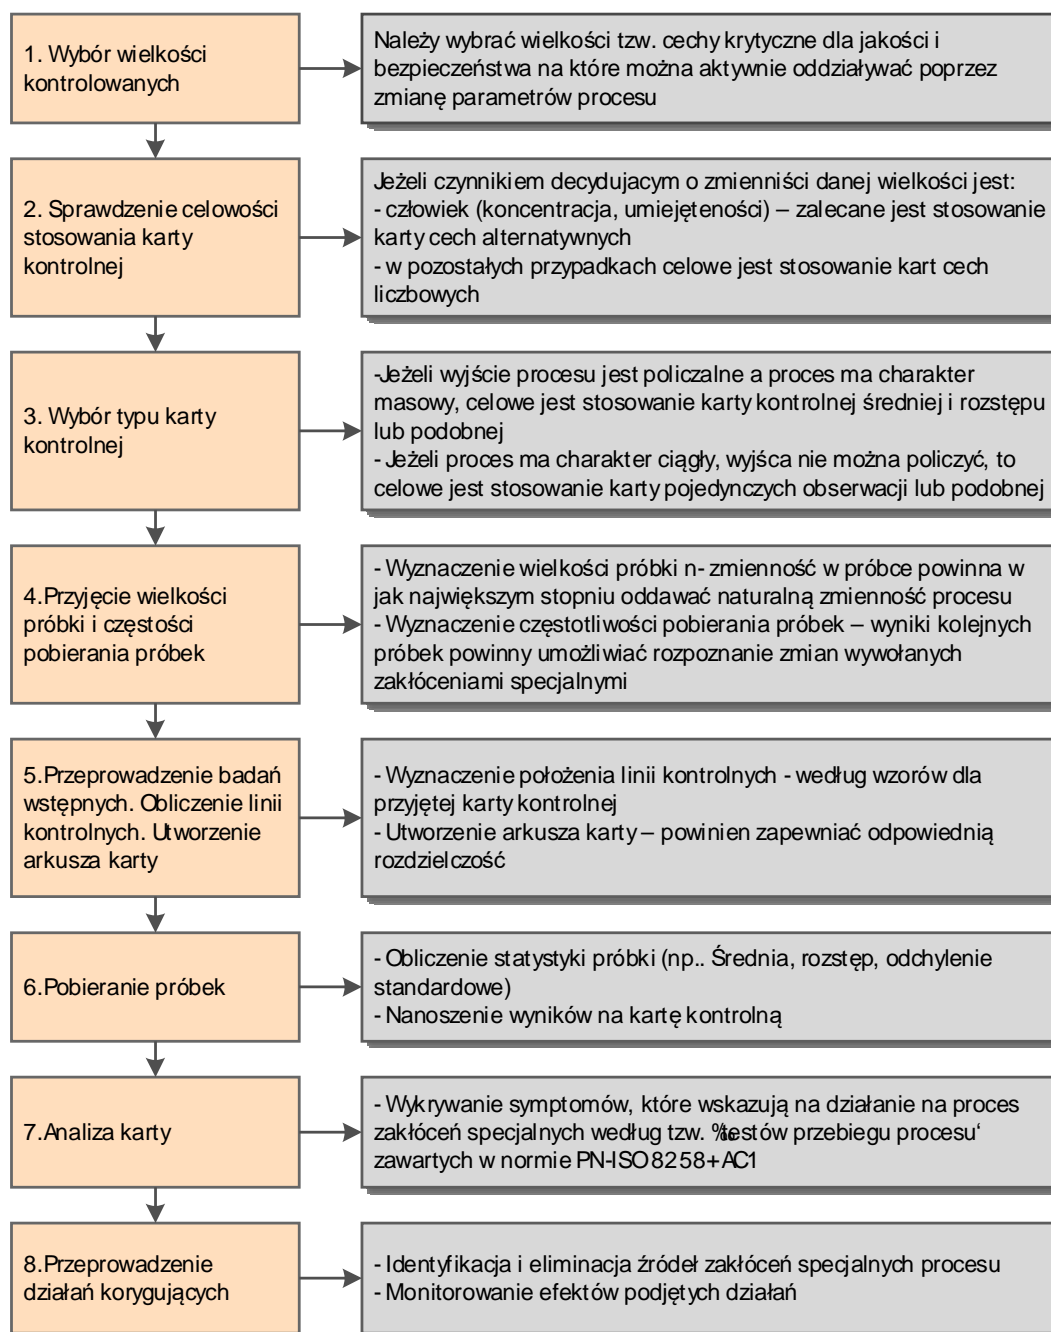 1. Wybór wielkości
kontrolowanych
Należy wybrać wielkości tzw. cechy krytyczne dla jakości i
bezpieczeństwa na które można aktywnie oddziaływać poprzez
zmianę parametrów procesu
2. Sprawdzenie celowości
stosowania karty
kontrolnej
Jeżeli czynnikiem decydujacym o zmienniści danej wielkości jest:
- człowiek (koncentracja, umiejęteności) – zalecane jest stosowanie
karty cech alternatywnych
- w pozostałych przypadkach celowe jest stosowanie kart cech
liczbowych
3. Wybór typu karty
kontrolnej
-Jeżeli wyjście procesu jest policzalne a proces ma charakter
masowy, celowe jest stosowanie karty kontrolnej średniej i rozstępu
lub podobnej
- Jeżeli proces ma charakter ciągły, wyjśca nie można policzyć, to
celowe jest stosowanie karty pojedynczych obserwacji lub podobnej
4.Przyjęcie wielkości
próbki i częstości
pobierania próbek
- Wyznaczenie wielkości próbki n- zmienność w próbce powinna w
jak największym stopniu oddawać naturalną zmienność procesu
- Wyznaczenie częstotliwości pobierania próbek – wyniki kolejnych
próbek powinny umożliwiać rozpoznanie zmian wywołanych
zakłóceniami specjalnymi
5.Przeprowadzenie badań
wstępnych. Obliczenie linii
kontrolnych. Utworzenie
arkusza karty
- Wyznaczenie położenia linii kontrolnych - według wzorów dla
przyjętej karty kontrolnej
- Utworzenie arkusza karty – powinien zapewniać odpowiednią
rozdzielczość
6.Pobieranie próbek
- Obliczenie statystyki próbki (np.. Średnia, rozstęp, odchylenie
standardowe)
- Nanoszenie wyników na kartę kontrolną
7.Analiza karty
- Wykrywanie symptomów, które wskazują na działanie na proces
zakłóceń specjalnych według tzw. ‰testów przebiegu procesu‘
zawartych w normie PN-ISO 8258+AC1
8.Przeprowadzenie
działań korygujących
- Identyfikacja i eliminacja źródeł zakłóceń specjalnych procesu
- Monitorowanie efektów podjętych działań